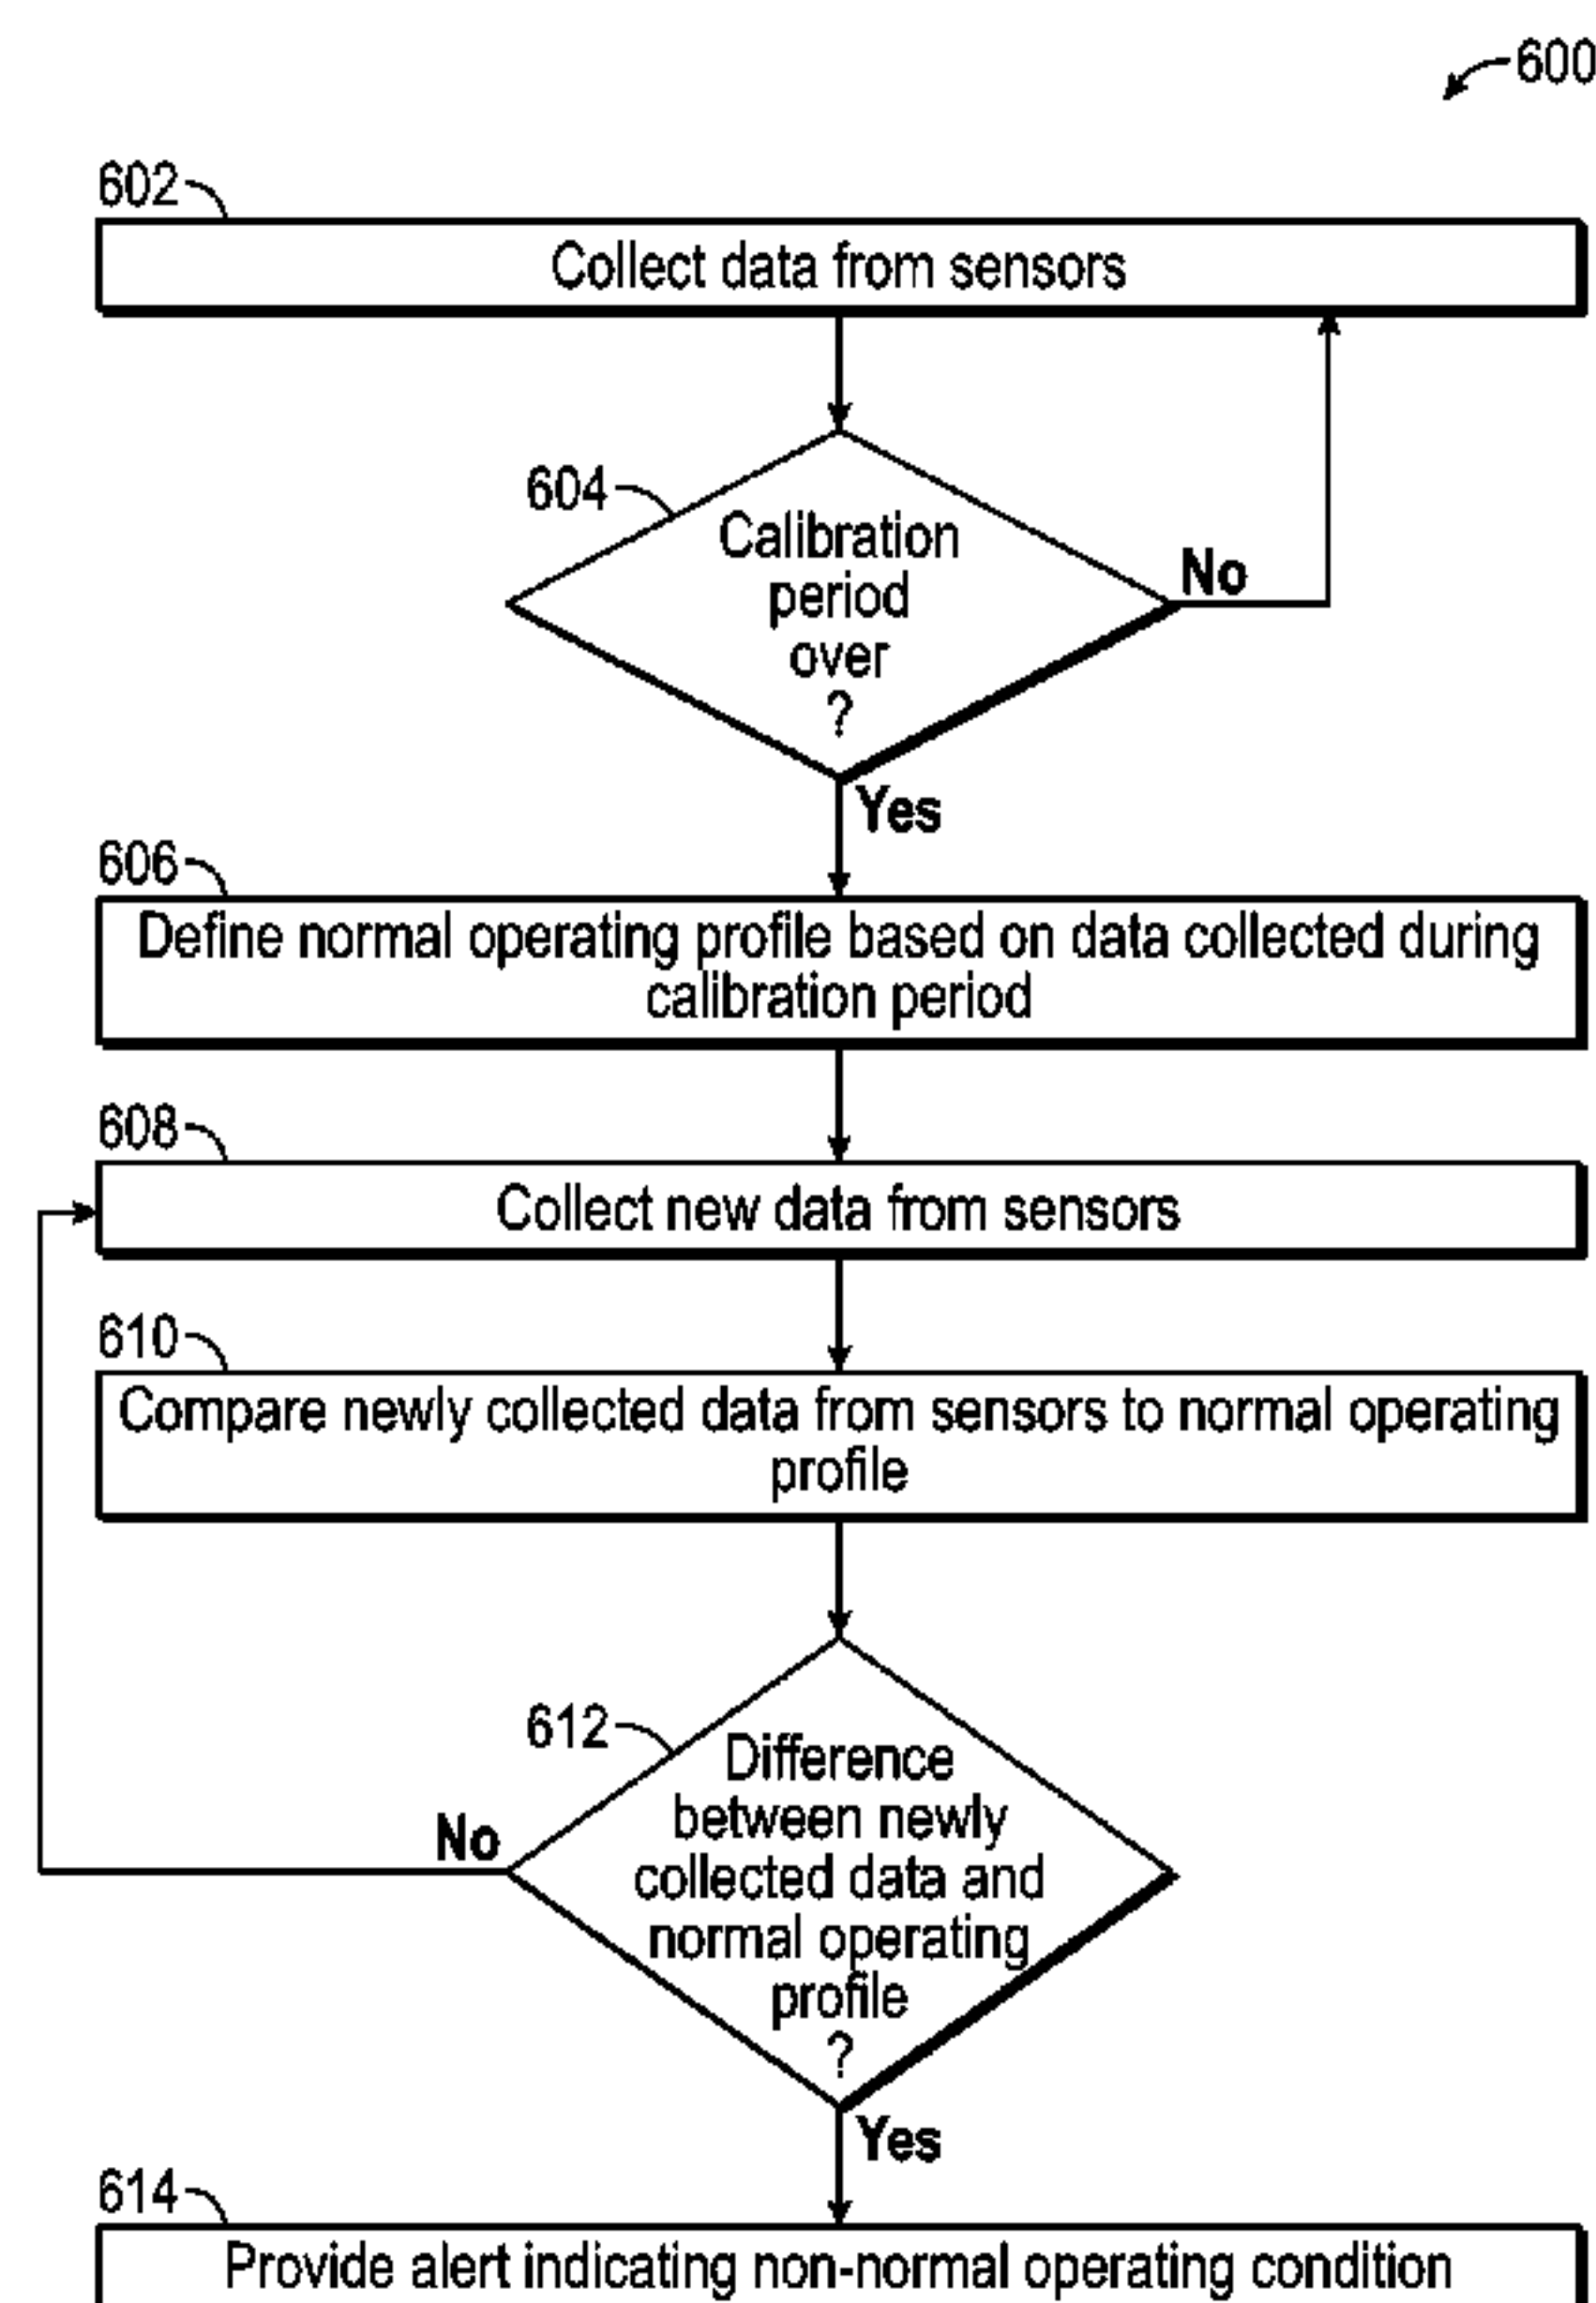 600
602
Collect data from sensors
604
Calibration
period
over
?
No
Yes
606
Define normal operating profile based on data collected during
calibration period
608
Collect new data from sensors
610
Compare newly collected data from sensors to normal operating
profile
612
Difference
between newly
collected data and
normal operating
profile
?
No
Yes
614
Provide alert indicating non-normal operating condition